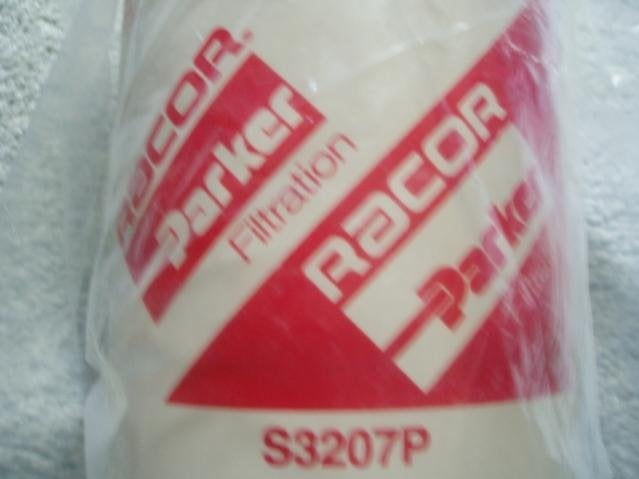 RACOR
Parker
Filtration
RACOR
Parker
S3207P